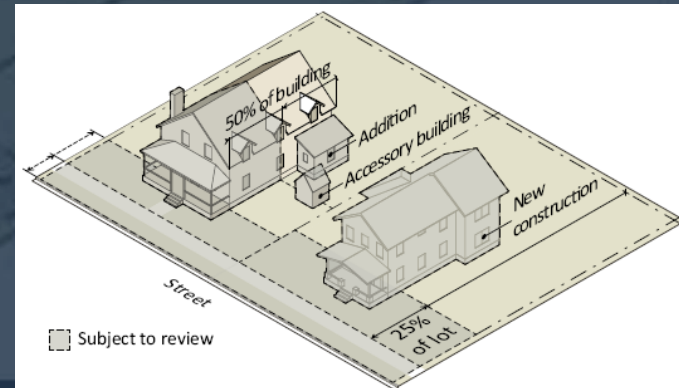 50% of building
Addition
Accessory building
New
construction
Street
25%
of lot
Subject to review